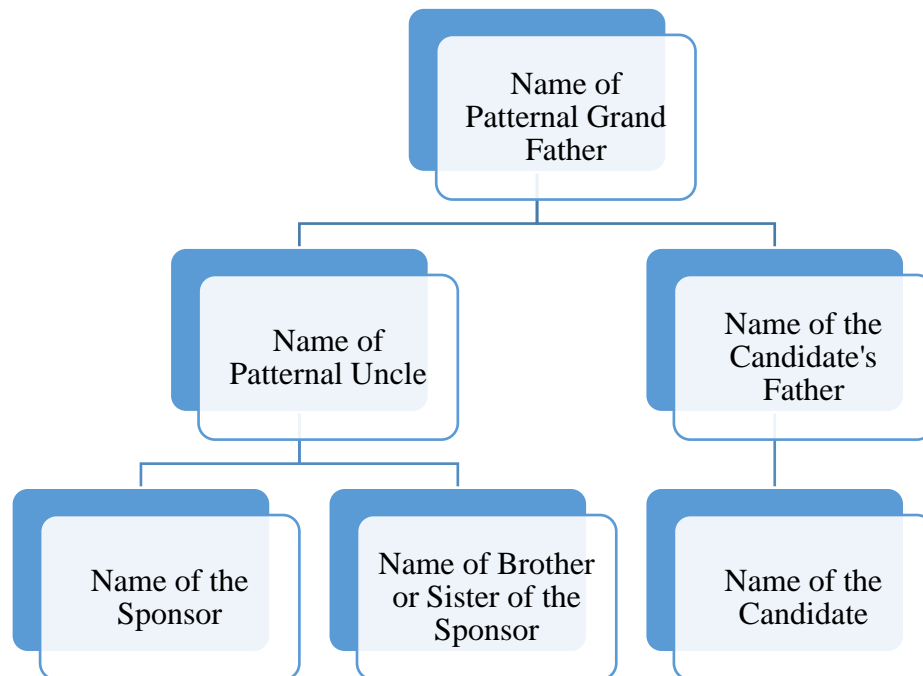 Name of
Patternal Grand
Father
Name of
Patternal Uncle
Name of the
Candidate's
Father
Name of the
Sponsor
Name of Brother
or Sister of the
Sponsor
Name of the
Candidate